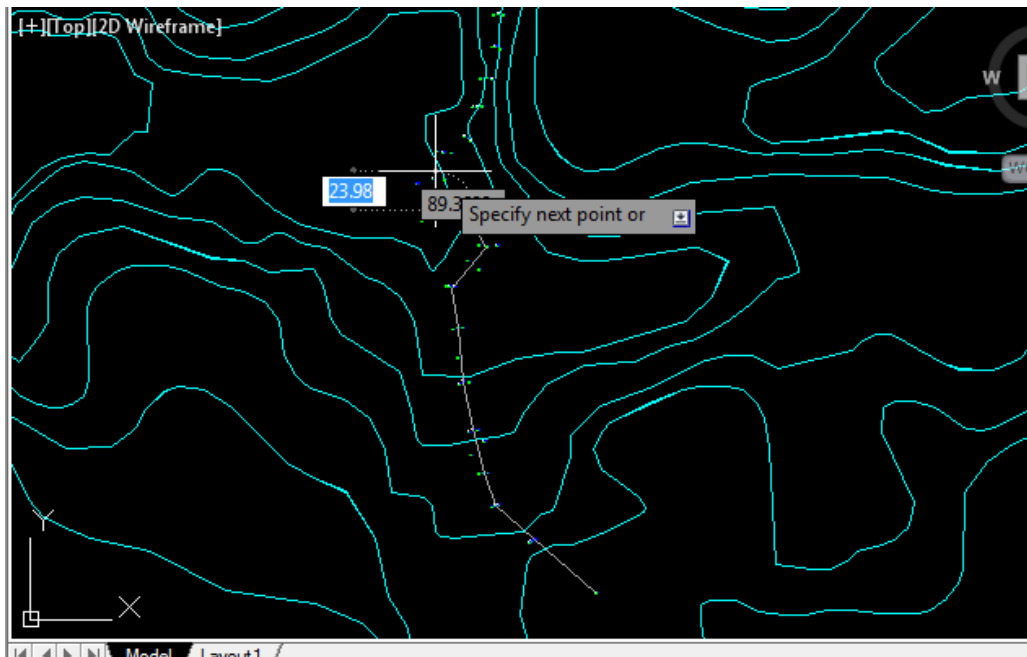 [+][Top][2D Wireframe]
W
23.98
Specify next point or
Y
X
Model Layout1